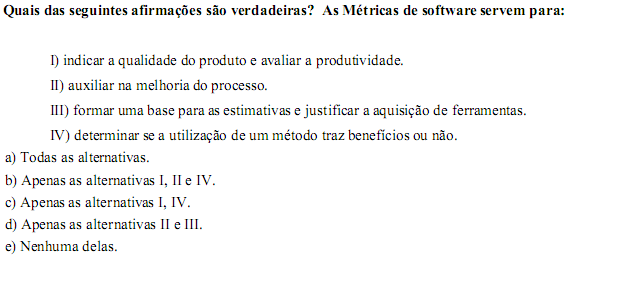 Quais das seguintes afirmações são verdadeiras?  As Métricas de software servem para:
I) indicar a qualidade do produto e avaliar a produtividade.
II) auxiliar na melhoria do processo.
III) formar uma base para as estimativas e justificar a aquisição de ferramentas.
IV) determinar se a utilização de um método traz benefícios ou não.
a) Todas as alternativas.
b) Apenas as alternativas I, II e IV.
c) Apenas as alternativas I, IV.
d) Apenas as alternativas II e III.
e) Nenhuma delas.